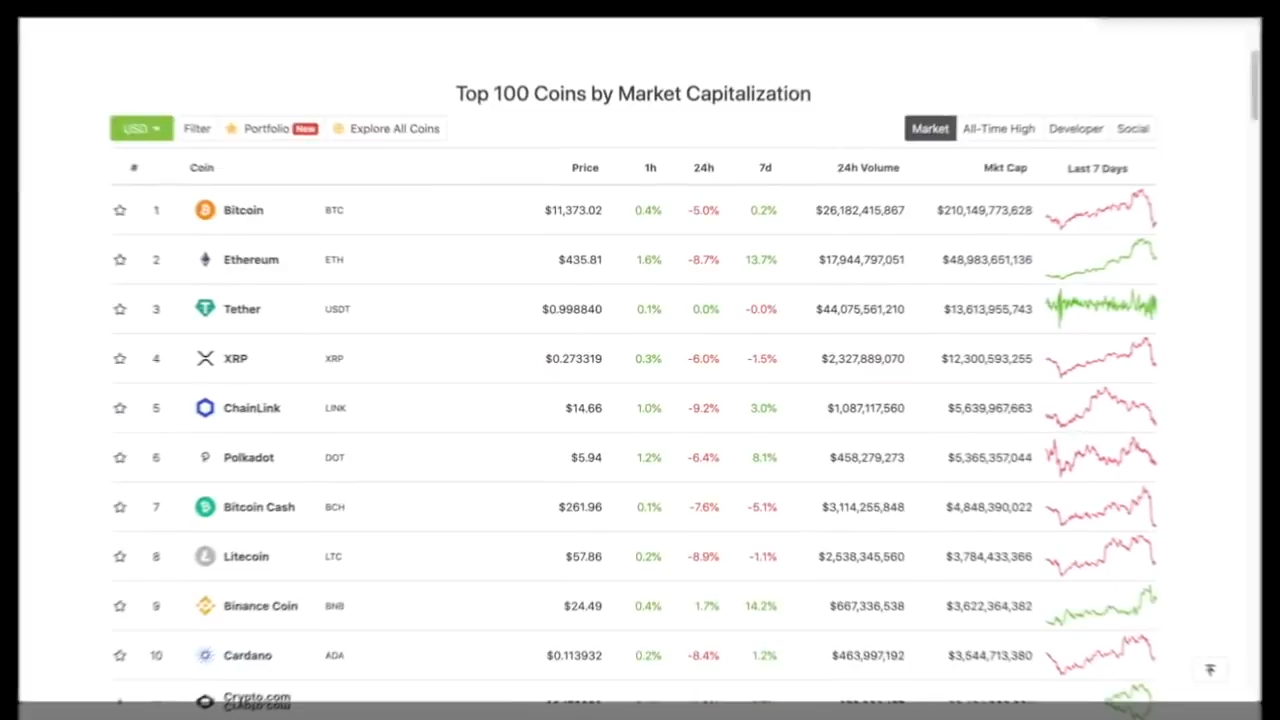 Top 100 Coins by Market Capitalization
USD Filter Portfolio New Explore All Coins Market All-Time High Developer Social
# Coin Price 1h 24h 7d 24h Volume Mkt Cap Last 7 Days
1 Bitcoin BTC $11,373.02 0.4% -5.0% 0.2% $26,182,415,867 $210,149,773,628
2 Ethereum ETH $435.81 1.6% -8.7% 13.7% $17,944,797,051 $48,983,651,136
3 Tether USDT $0.998840 0.1% 0.0% -0.0% $44,075,561,210 $13,613,955,743
4 XRP XRP $0.273319 0.3% -6.0% -1.5% $2,327,889,070 $12,300,593,255
5 ChainLink LINK $14.66 1.0% -9.2% 3.0% $1,087,117,560 $5,639,967,663
6 Polkadot DOT $5.94 1.2% -6.4% 8.1% $458,279,273 $5,365,357,044
7 Bitcoin Cash BCH $261.96 0.1% -7.6% -5.1% $3,114,255,848 $4,848,390,022
8 Litecoin LTC $57.86 0.2% -8.9% -1.1% $2,538,345,560 $3,784,433,366
9 Binance Coin BNB $24.49 0.4% 1.7% 14.2% $667,336,538 $3,622,364,382
10 Cardano ADA $0.113932 0.2% -8.4% 1.2% $463,997,192 $3,544,713,380
Crypto.com